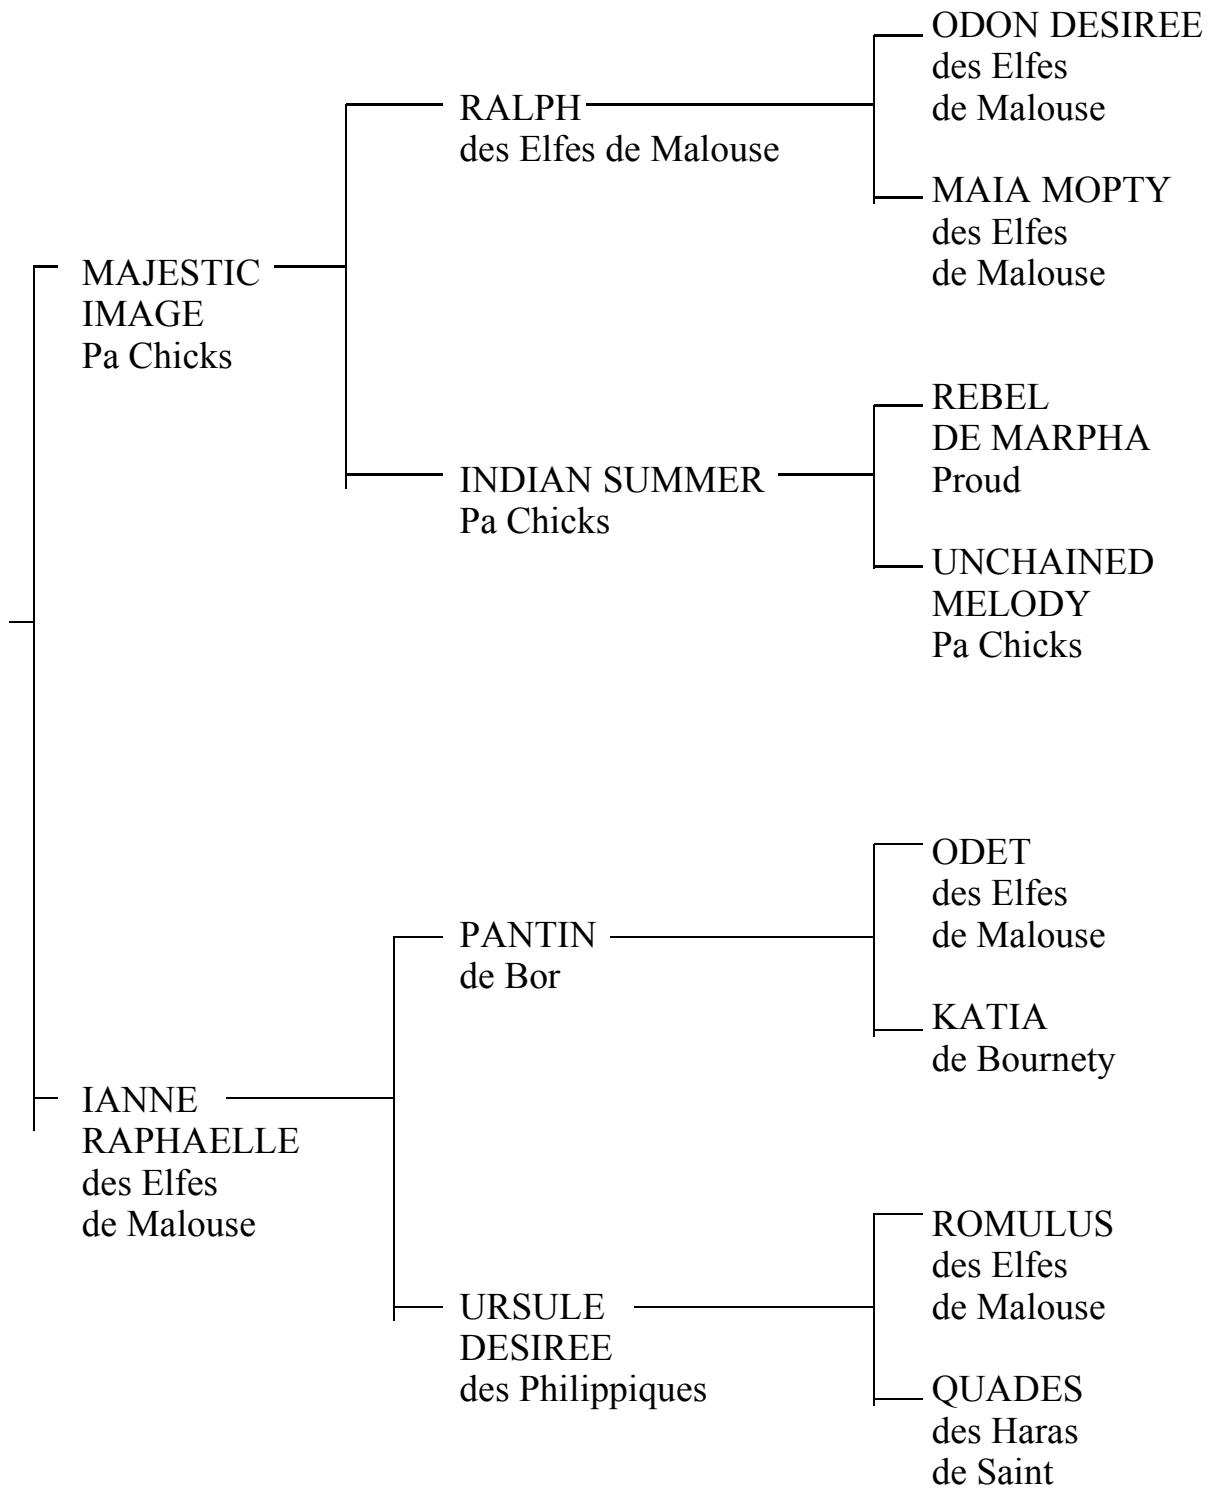 ODON DESIREE
des Elfes
de Malouse
RALPH
des Elfes de Malouse
MAIA MOPTY
des Elfes
de Malouse
MAJESTIC
IMAGE
Pa Chicks
REBEL
DE MARPHA
Proud
INDIAN SUMMER
Pa Chicks
UNCHAINED
MELODY
Pa Chicks
ODET
des Elfes
de Malouse
PANTIN
de Bor
KATIA
de Bournety
IANNE
RAPHAELLE
des Elfes
de Malouse
ROMULUS
des Elfes
de Malouse
URSULE
DESIREE
des Philippiques
QUADES
des Haras
de Saint